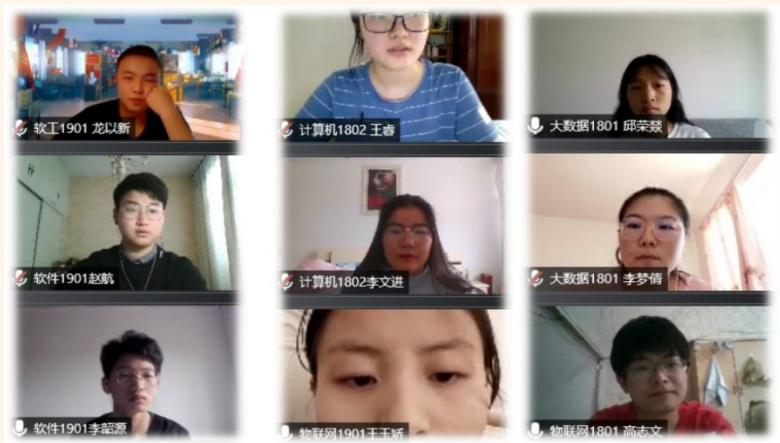 软工1901 龙以新
计算机1802 王睿
大数据1801 邱荣燚
软件1901赵航
计算机1802李文进
大数据1801 李梦倩
软件1901李韶源
物联网1901王玉娇
物联网1801 高志文